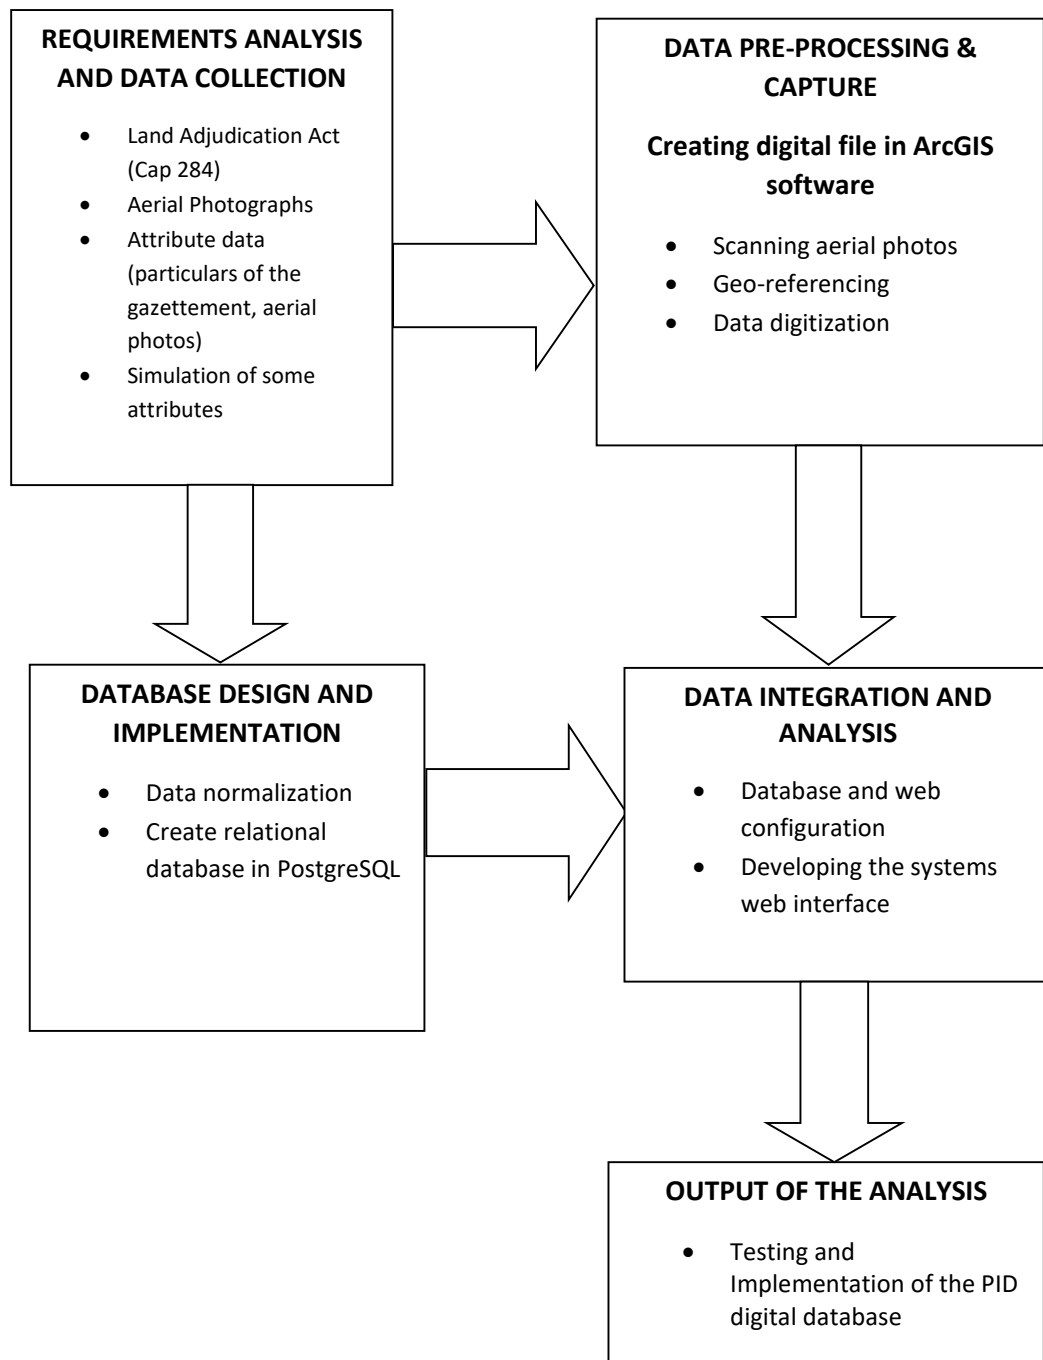 REQUIREMENTS ANALYSIS
AND DATA COLLECTION
• Land Adjudication Act
(Cap 284)
• Aerial Photographs
• Attribute data
(particulars of the
gazettement, aerial
photos)
• Simulation of some
attributes
DATA PRE-PROCESSING &
CAPTURE
Creating digital file in ArcGIS
software
• Scanning aerial photos
• Geo-referencing
• Data digitization
DATABASE DESIGN AND
IMPLEMENTATION
• Data normalization
• Create relational
database in PostgreSQL
DATA INTEGRATION AND
ANALYSIS
• Database and web
configuration
• Developing the systems
web interface
OUTPUT OF THE ANALYSIS
• Testing and
Implementation of the PID
digital database